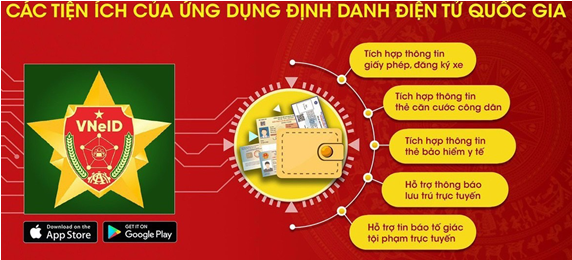 CÁC TIỆN ÍCH CỦA ỨNG DỤNG ĐỊNH DANH ĐIỆN TỬ QUỐC GIA
VNeID
Download on the
App Store
GET IT ON
Google Play
Tích hợp thông tin
giấy phép, đăng ký xe
Tích hợp thông tin
thẻ căn cước công dân
Tích hợp thông tin
thẻ bảo hiểm y tế
Hỗ trợ thông báo
lưu trú trực tuyến
Hỗ trợ tin báo tố giác
tội phạm trực tuyến